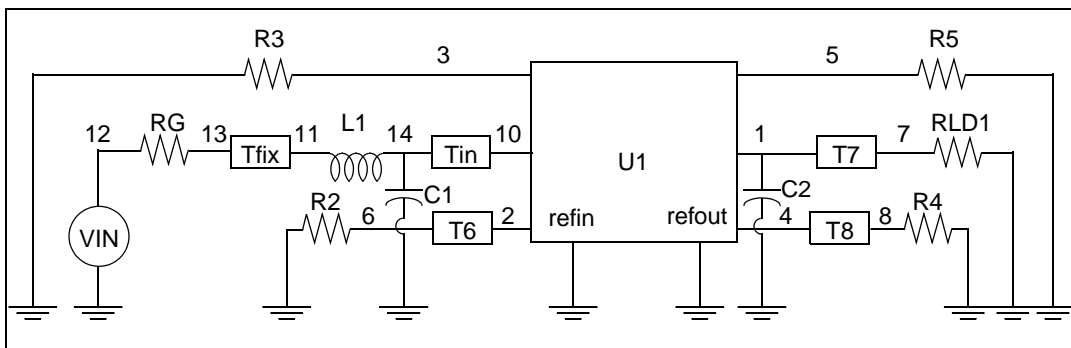 R3 3 5 R5
12 RG 13 Tfix 11 L1 14 Tin 10 U1 1 T7 7 RLD1
VIN R2 6 C1 T6 2 refin refout C2 4 T8 8 R4